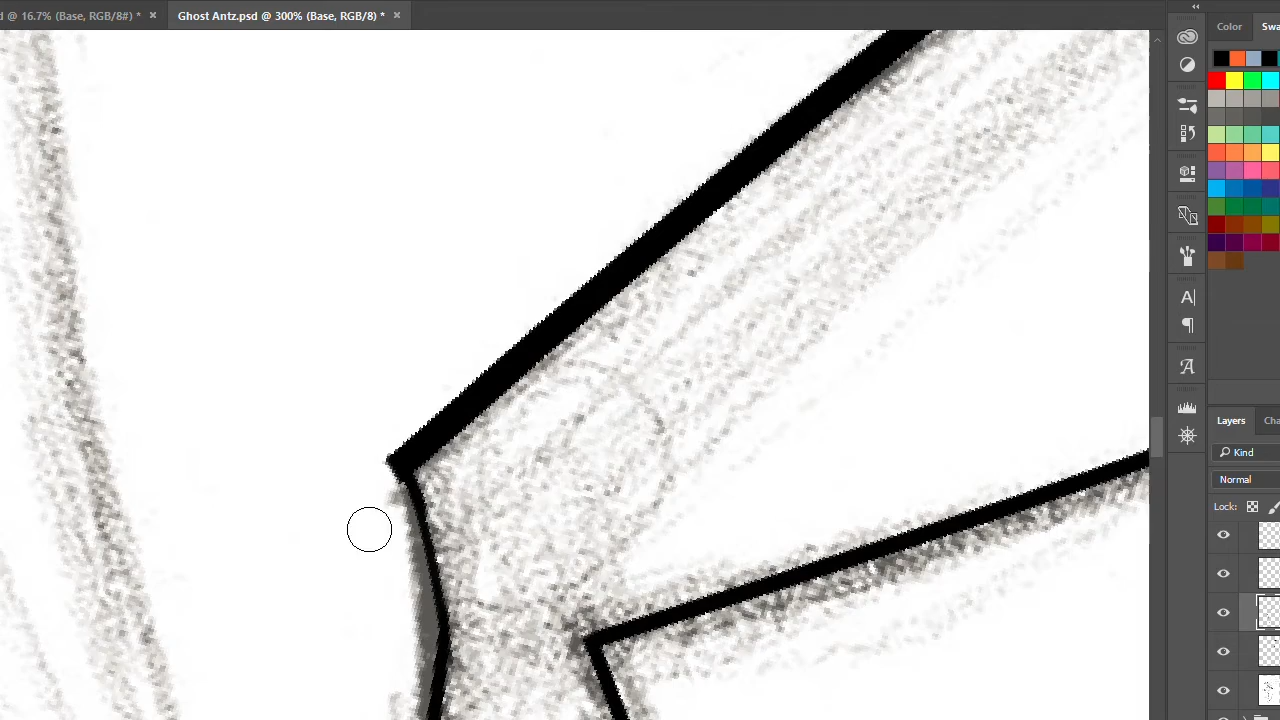 d @ 16.7% (Base, RGB/8#) *
Ghost Antz.psd @ 300% (Base, RGB/8) *
Color
Swa
Layers
Cha
Kind
Normal
Lock: